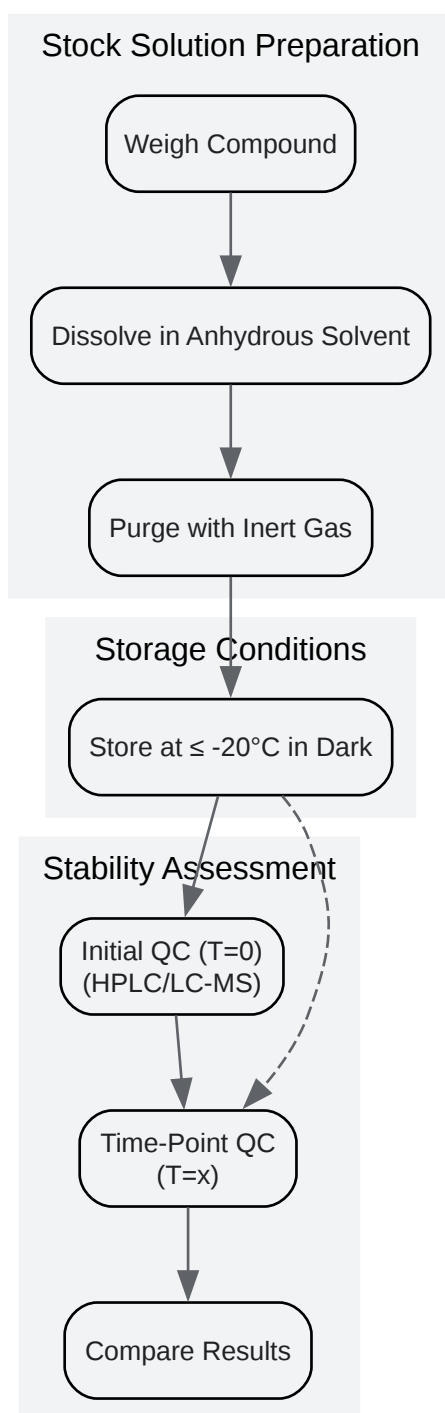 Stock Solution Preparation
Weigh Compound
Dissolve in Anhydrous Solvent
Purge with Inert Gas
Storage Conditions
Store at ≤ -20°C in Dark
Stability Assessment
Initial QC (T=0)
(HPLC/LC-MS)
Time-Point QC
(T=x)
Compare Results